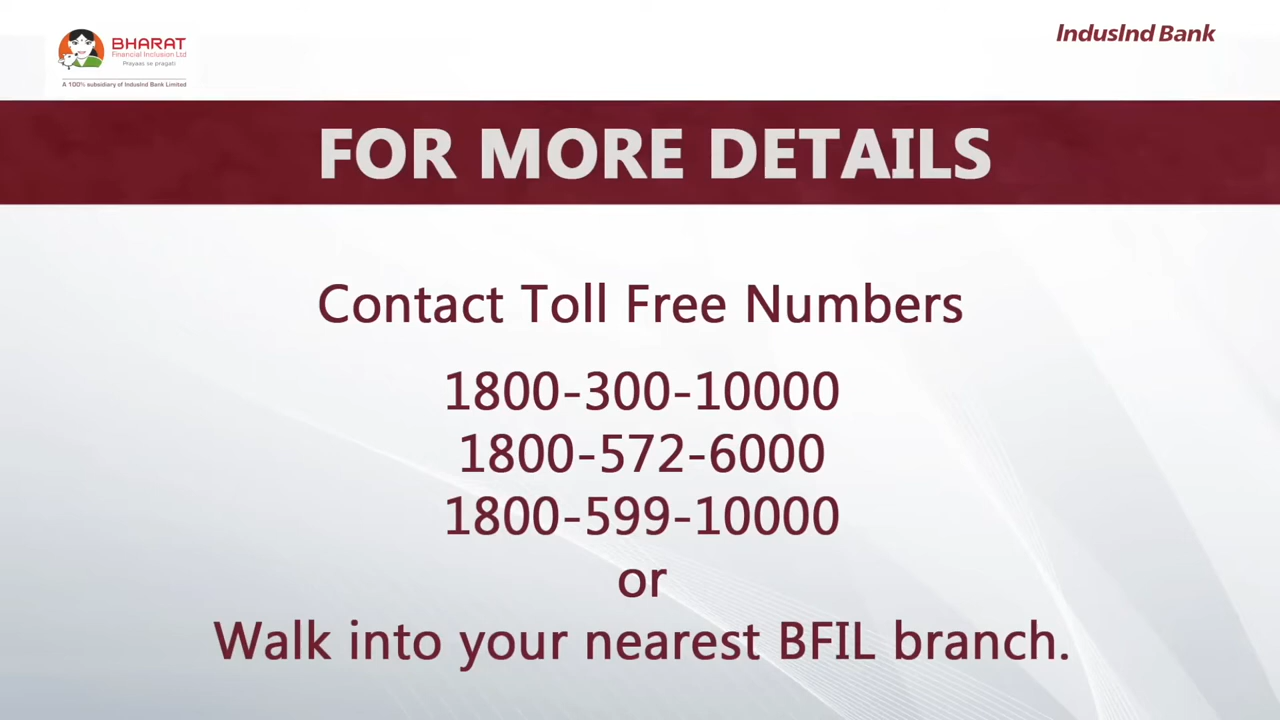 BHARAT
Financial Inclusion Ltd
Prayaas se pragati
A 100% subsidiary of IndusInd Bank Limited
IndusInd Bank
FOR MORE DETAILS
Contact Toll Free Numbers
1800-300-10000
1800-572-6000
1800-599-10000
or
Walk into your nearest BFIL branch.